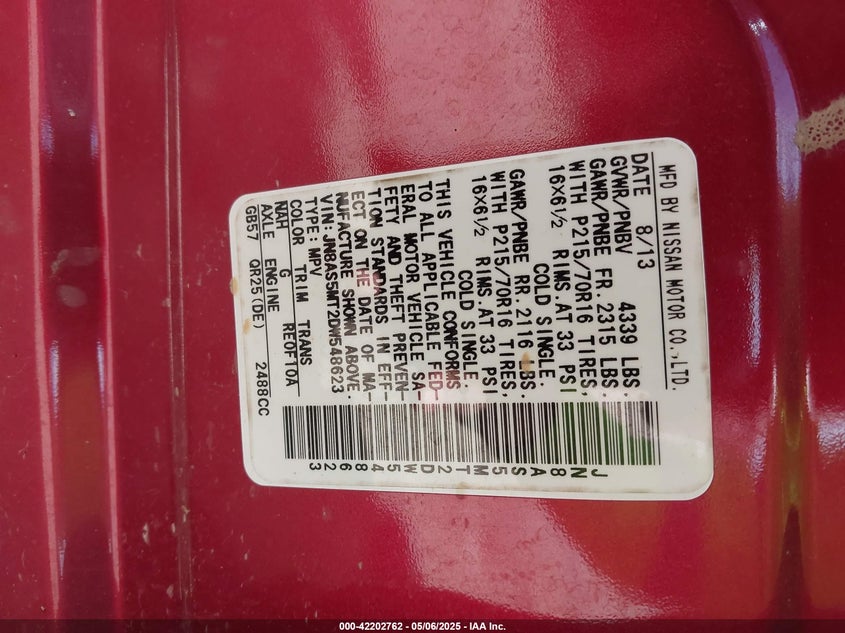 MFD BY NISSAN MOTOR CO.,LTD.
DATE 8/13
GVWR/PNBV 4339 LBS.
GAWR/PNBE FR. 2315 LBS.
WITH P215/70R16 TIRES,
16X6½ RIMS.AT 33 PSI
COLD SINGLE.
GAWR/PNBE RR. 2116 LBS.
WITH P215/70R16 TIRES,
16X6½ RIMS.AT 33 PSI
COLD SINGLE.
THIS VEHICLE CONFORMS
TO ALL APPLICABLE FED-
ERAL MOTOR VEHICLE SA-
FETY AND THEFT PREVEN-
TION STANDARDS IN EFF-
ECT ON THE DATE OF MA-
NUFACTURE SHOWN ABOVE.
VIN: JN8AS5MT2DW548623
TYPE: MPV
COLOR TRIM TRANS
NAH G RE0F10A
AXLE ENGINE
GB57 QR25(DE) 2488CC
JN8AS5MT2DW548623
000-42202762 - 05/06/2025 - IAA Inc.